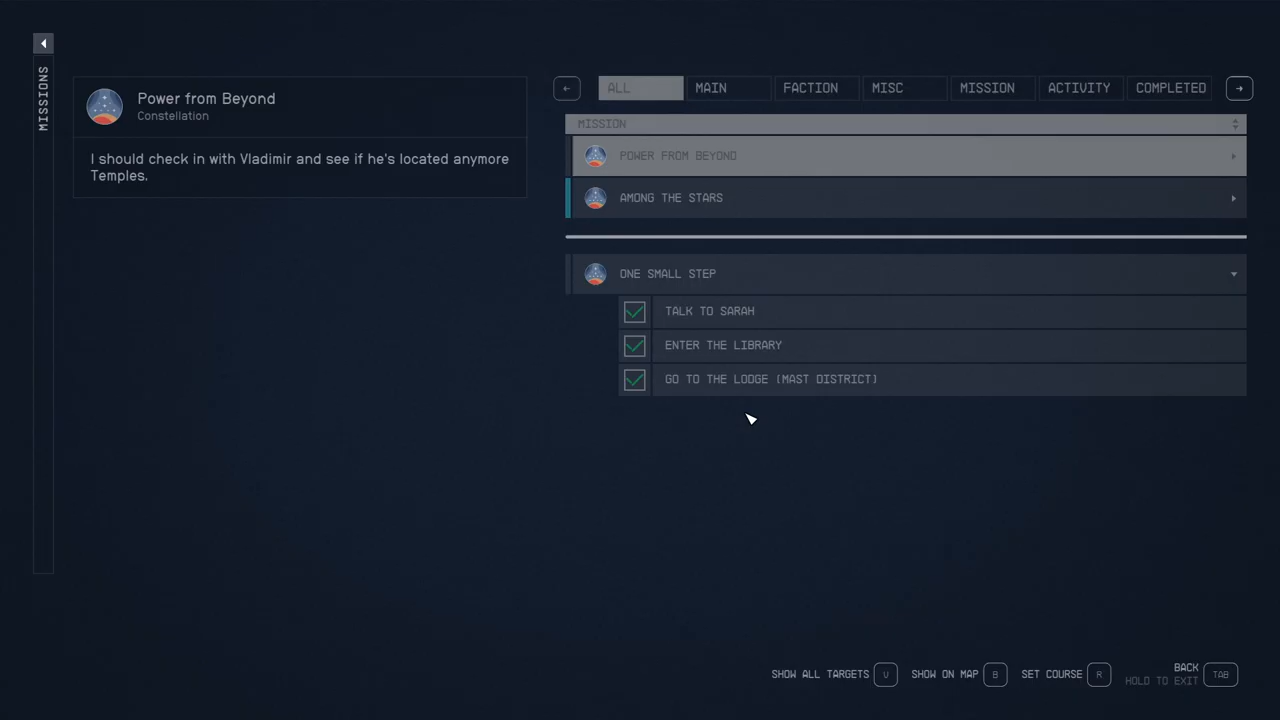 MISSIONS
Power from Beyond
Constellation
I should check in with Vladimir and see if he's located anymore
Temples.
ALL
MAIN
FACTION
MISC
MISSION
ACTIVITY
COMPLETED
MISSION
POWER FROM BEYOND
AMONG THE STARS
ONE SMALL STEP
TALK TO SARAH
ENTER THE LIBRARY
GO TO THE LODGE (MAST DISTRICT)
SHOW ALL TARGETS U
SHOW ON MAP B
SET COURSE R
BACK
HOLD TO EXIT
TAB